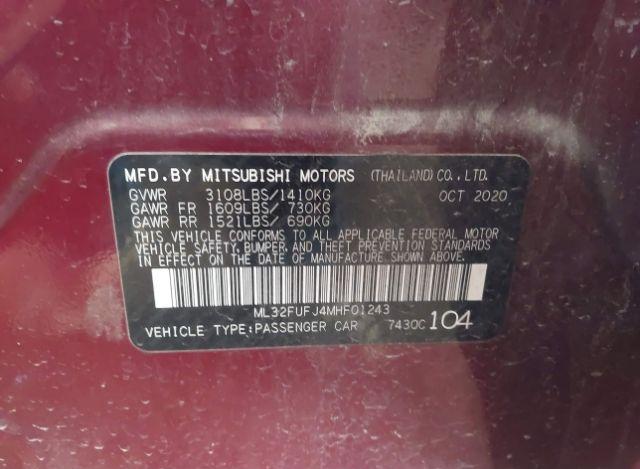 MFD.BY MITSUBISHI MOTORS (THAILAND)CO.,LTD.
GVWR 3108LBS/1410KG OCT 2020
GAWR FR 1609LBS/ 730KG
GAWR RR 1521LBS/ 690KG
THIS VEHICLE CONFORMS TO ALL APPLICABLE FEDERAL MOTOR
VEHICLE SAFETY, BUMPER, AND THEFT PREVENTION STANDARDS
IN EFFECT ON THE DATE OF MANUFACTURE SHOWN ABOVE.
ML32FUFJ4MHF01243
VEHICLE TYPE:PASSENGER CAR 7430C 104